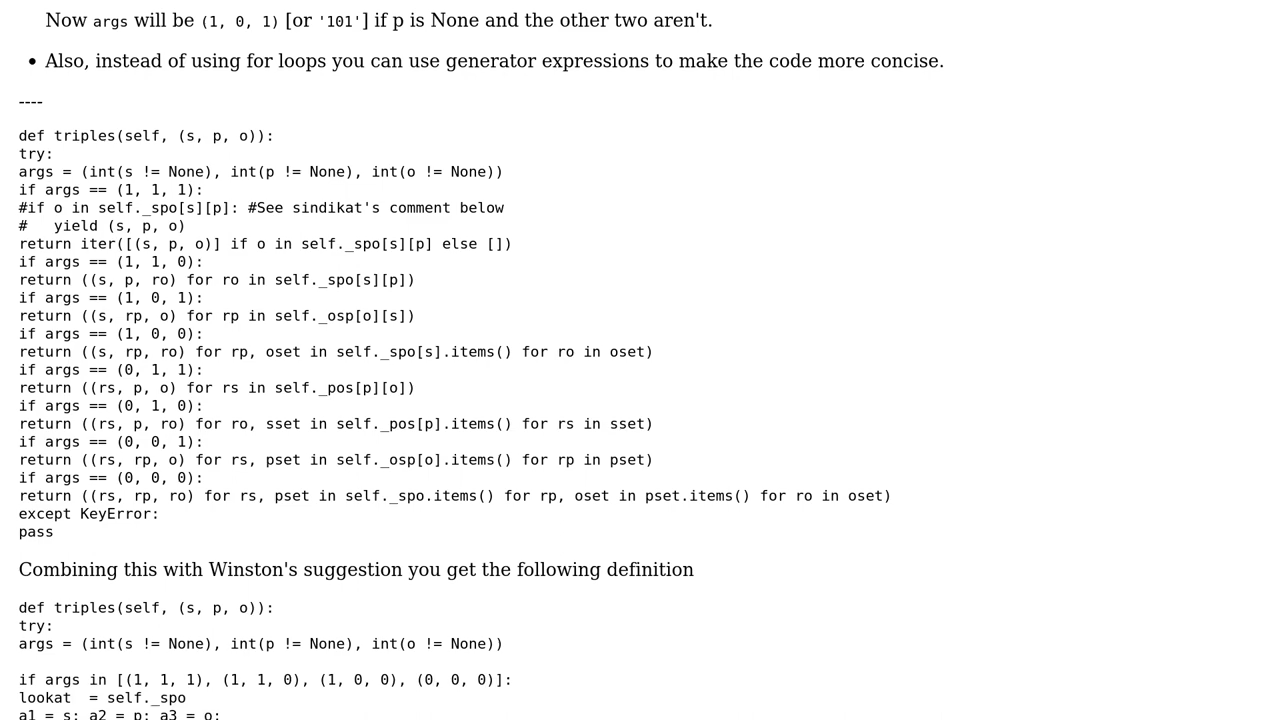 Now args will be (1, 0, 1) [or '101'] if p is None and the other two aren't.
• Also, instead of using for loops you can use generator expressions to make the code more concise.
----
def triples(self, (s, p, o)):
try:
args = (int(s != None), int(p != None), int(o != None))
if args == (1, 1, 1):
#if o in self._spo[s][p]: #See sindikat's comment below
#   yield (s, p, o)
return iter([(s, p, o)] if o in self._spo[s][p] else [])
if args == (1, 1, 0):
return ((s, p, ro) for ro in self._spo[s][p])
if args == (1, 0, 1):
return ((s, rp, o) for rp in self._osp[o][s])
if args == (1, 0, 0):
return ((s, rp, ro) for rp, oset in self._spo[s].items() for ro in oset)
if args == (0, 1, 1):
return ((rs, p, o) for rs in self._pos[p][o])
if args == (0, 1, 0):
return ((rs, p, ro) for ro, sset in self._pos[p].items() for rs in sset)
if args == (0, 0, 1):
return ((rs, rp, o) for rs, pset in self._osp[o].items() for rp in pset)
if args == (0, 0, 0):
return ((rs, rp, ro) for rs, pset in self._spo.items() for rp, oset in pset.items() for ro in oset)
except KeyError:
pass
Combining this with Winston's suggestion you get the following definition
def triples(self, (s, p, o)):
try:
args = (int(s != None), int(p != None), int(o != None))
if args in [(1, 1, 1), (1, 1, 0), (1, 0, 0), (0, 0, 0)]:
lookat  = self._spo
a1 = s; a2 = p; a3 = o;